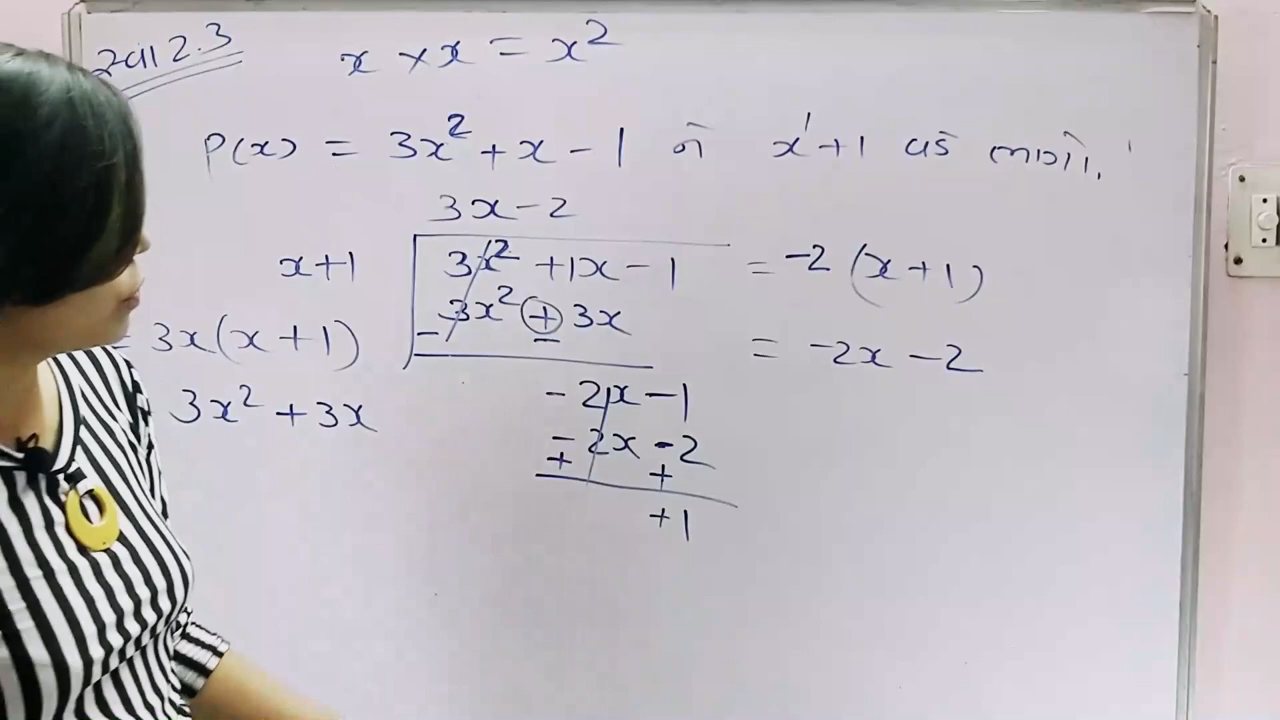 સ્વા 2.3
x × x = x²
P(x) = 3x² + x - 1 ને x¹ + 1 વડે ભાગો.
3x - 2
x+1 3x² + 1x - 1 = -2 (x + 1)
- 3x² + 3x
-
= 3x(x + 1) = -2x - 2
3x² + 3x - 2x - 1
- 2x - 2
+ +
+ 1